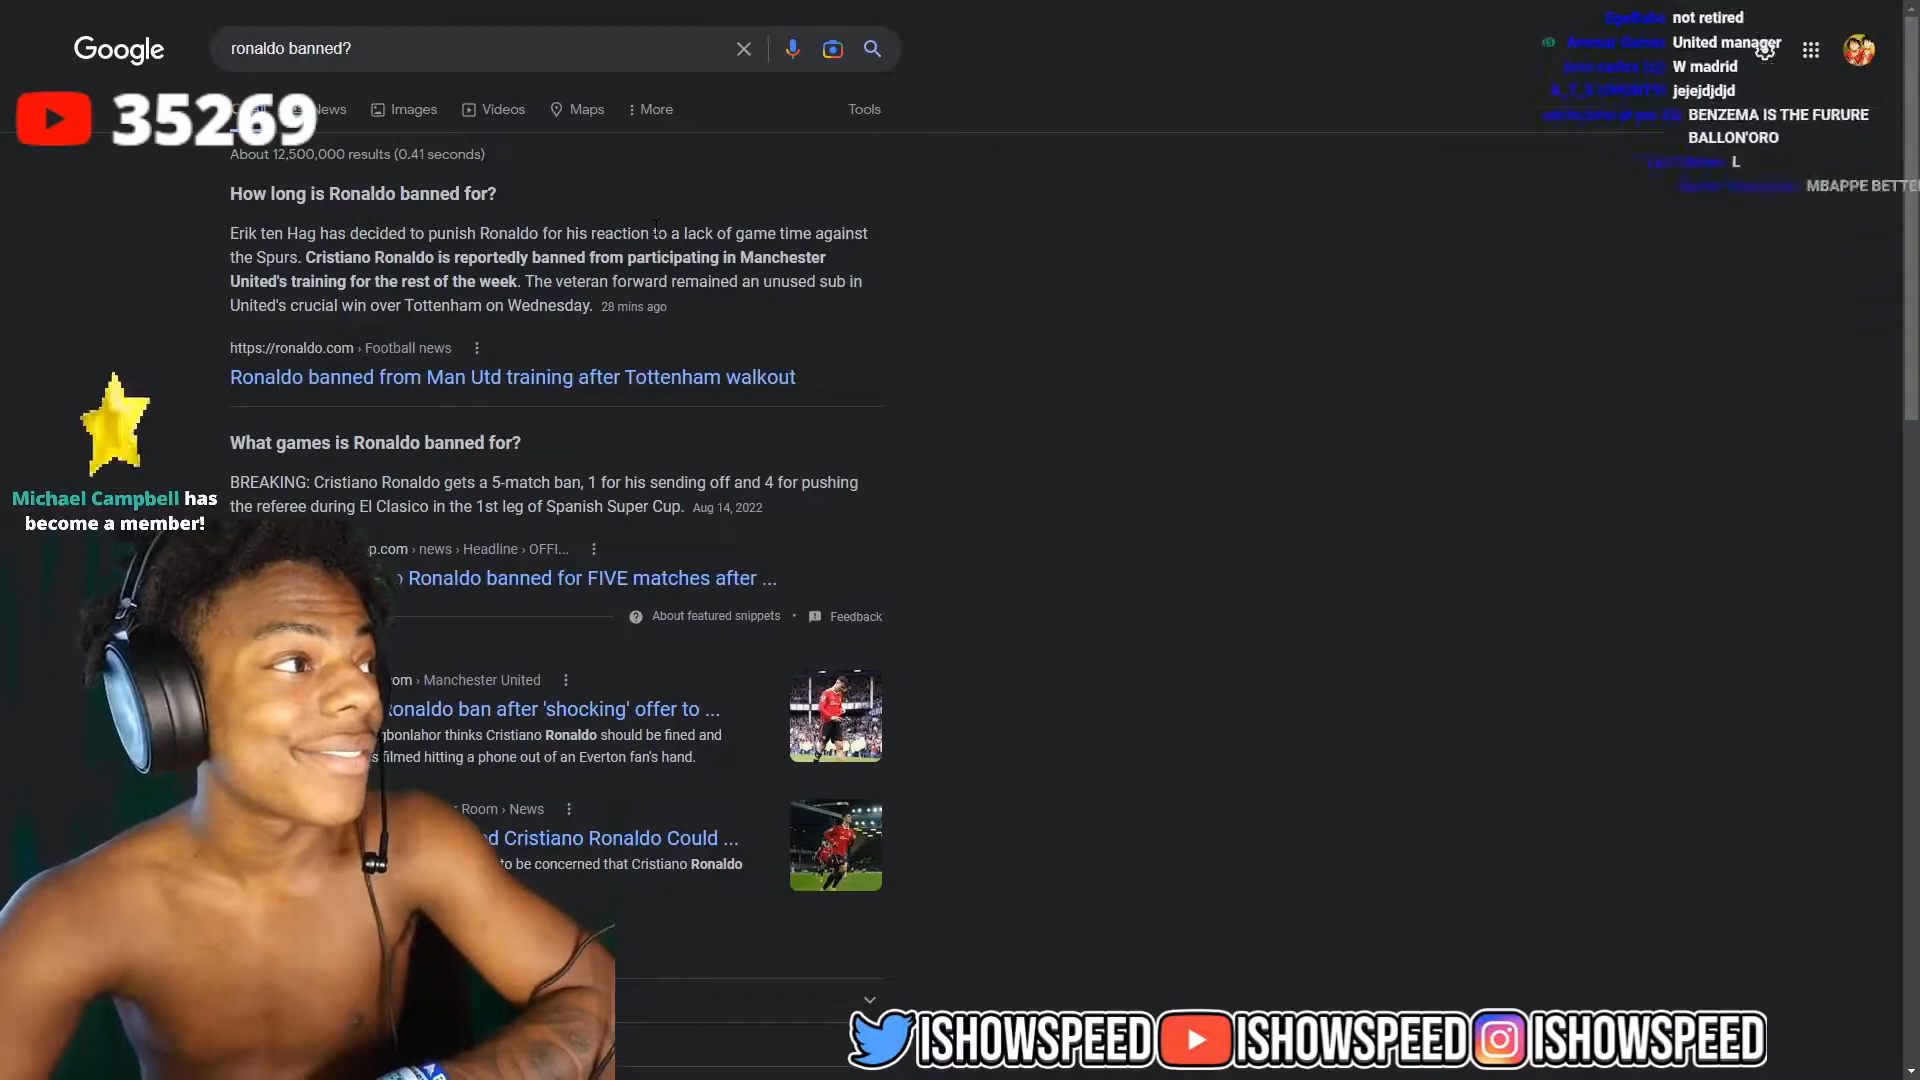 Google
ronaldo banned?
not retired
United manager
W madrid
jejejdjdjd
BENZEMA IS THE FURURE
BALLON'ORO
L
MBAPPE BETTE
35269
News
Images
Videos
Maps
More
Tools
About 12,500,000 results (0.41 seconds)
How long is Ronaldo banned for?
Erik ten Hag has decided to punish Ronaldo for his reaction to a lack of game time against
the Spurs. Cristiano Ronaldo is reportedly banned from participating in Manchester
United's training for the rest of the week. The veteran forward remained an unused sub in
United's crucial win over Tottenham on Wednesday. 28 mins ago
https://ronaldo.com › Football news
Ronaldo banned from Man Utd training after Tottenham walkout
What games is Ronaldo banned for?
BREAKING: Cristiano Ronaldo gets a 5-match ban, 1 for his sending off and 4 for pushing
the referee during El Clasico in the 1st leg of Spanish Super Cup. Aug 14, 2022
Michael Campbell has
become a member!
p.com › news › Headline › OFFI...
o Ronaldo banned for FIVE matches after ...
About featured snippets • Feedback
om › Manchester United
Ronaldo ban after 'shocking' offer to ...
gbonlahor thinks Cristiano Ronaldo should be fined and
filmed hitting a phone out of an Everton fan's hand.
r Room › News
d Cristiano Ronaldo Could ...
to be concerned that Cristiano Ronaldo
ISHOWSPEED ISHOWSPEED ISHOWSPEED